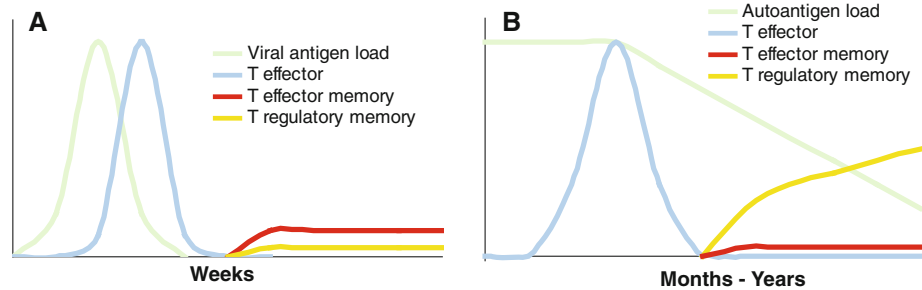 A
Viral antigen load
T effector
T effector memory
T regulatory memory
Weeks
B
Autoantigen load
T effector
T effector memory
T regulatory memory
Months - Years